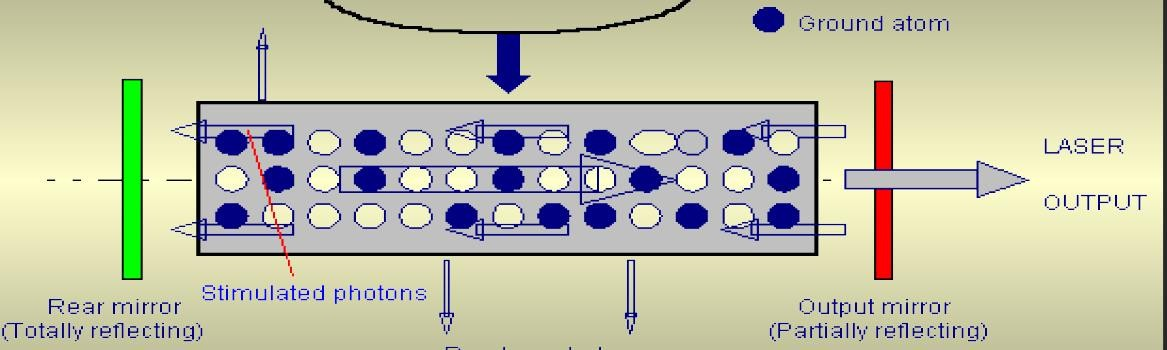 Ground atom
LASER
OUTPUT
Stimulated photons
Rear mirror
(Totally reflecting)
Output mirror
(Partially reflecting)